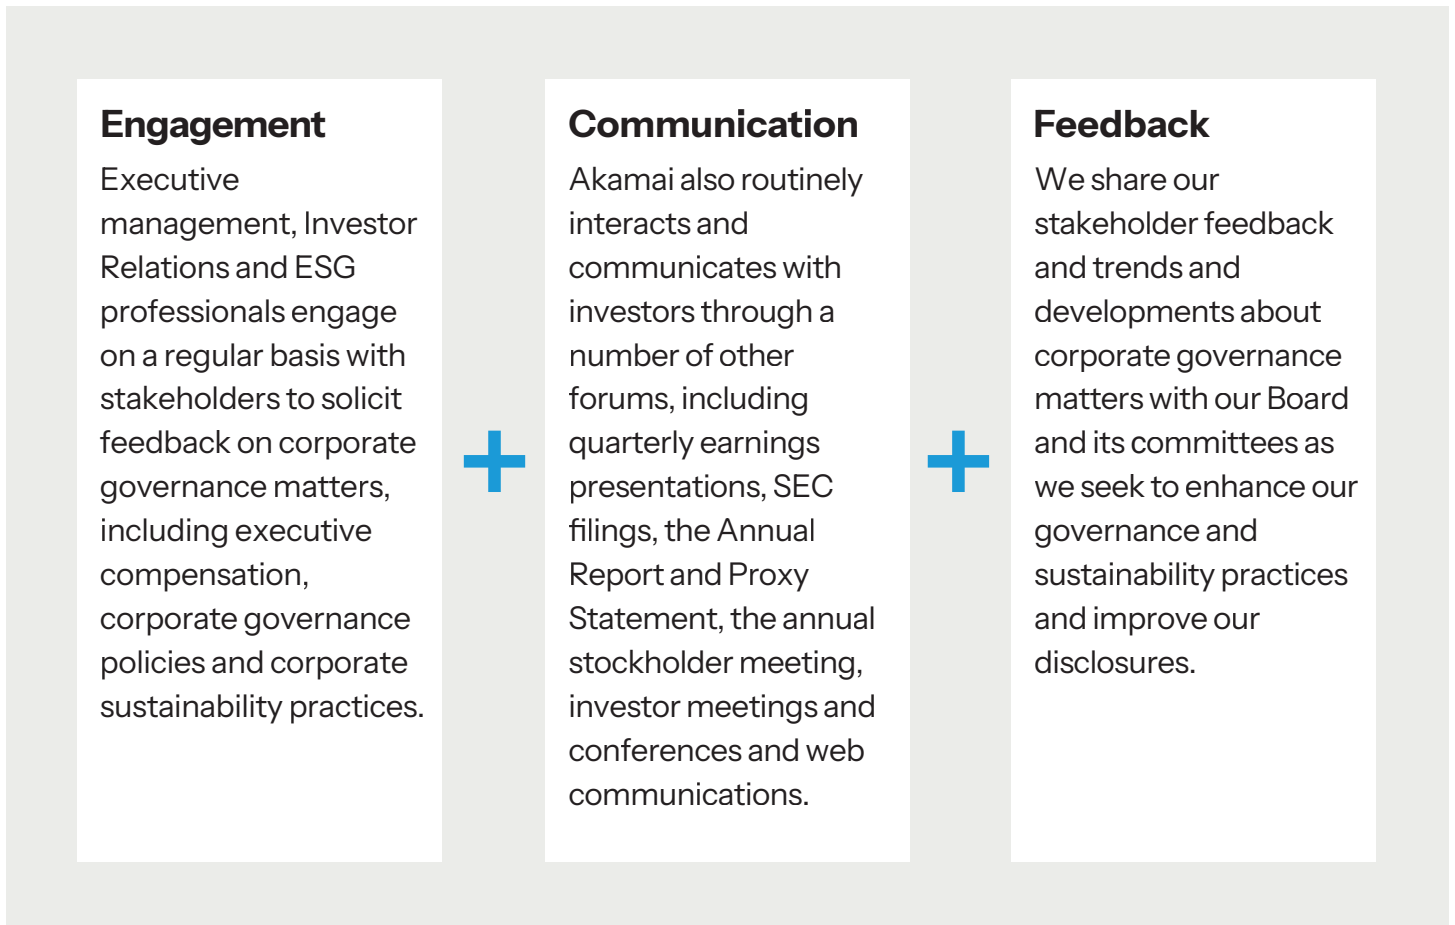 Engagement
Executive
management, Investor
Relations and ESG
professionals engage
on a regular basis with
stakeholders to solicit
feedback on corporate
governance matters,
including executive
compensation,
corporate governance
policies and corporate
sustainability practices.
+
Communication
Akamai also routinely
interacts and
communicates with
investors through a
number of other
forums, including
quarterly earnings
presentations, SEC
filings, the Annual
Report and Proxy
Statement, the annual
stockholder meeting,
investor meetings and
conferences and web
communications.
+
Feedback
We share our
stakeholder feedback
and trends and
developments about
corporate governance
matters with our Board
and its committees as
we seek to enhance our
governance and
sustainability practices
and improve our
disclosures.